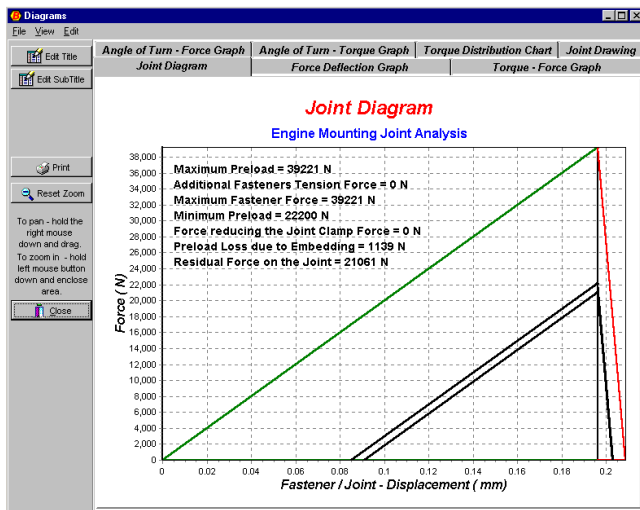 Diagrams
File View Edit
Edit Title
Edit SubTitle
Print
Reset Zoom
To pan - hold the
right mouse
down and drag.
To zoom in - hold
left mouse button
down and enclose
area.
Close
Angle of Turn - Force Graph
Angle of Turn - Torque Graph
Torque Distribution Chart
Joint Drawing
Joint Diagram
Force Deflection Graph
Torque - Force Graph
Joint Diagram
Engine Mounting Joint Analysis
Maximum Preload = 39221 N
Additional Fasteners Tension Force = 0 N
Maximum Fastener Force = 39221 N
Minimum Preload = 22200 N
Force reducing the Joint Clamp Force = 0 N
Preload Loss due to Embedding = 1139 N
Residual Force on the Joint = 21061 N
Force ( N )
38,000
36,000
34,000
32,000
30,000
28,000
26,000
24,000
22,000
20,000
18,000
16,000
14,000
12,000
10,000
8,000
6,000
4,000
2,000
0
0 0.02 0.04 0.06 0.08 0.1 0.12 0.14 0.16 0.18 0.2
Fastener / Joint - Displacement ( mm )